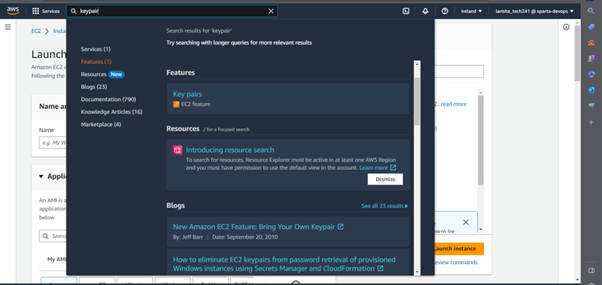 aws
Services
keypair
Ireland
larisha_tech241 @ sparta-devops
EC2
Launch
Amazon EC2 a
following the
Name an
Name
e.g. My W
An AMI is a
application
below
My AMI
Services (1)
Features (1)
Resources New
Blogs (23)
Documentation (790)
Knowledge Articles (16)
Marketplace (4)
Search results for 'keypair'
Try searching with longer queries for more relevant results
Features
Key pairs
EC2 feature
Resources / for a focused search
Introducing resource search
To search for resources, Resource Explorer must be active in at least one AWS Region
and you must have permission to use the default view in the account. Learn more
Dismiss
Blogs
See all 23 results
New Amazon EC2 Feature: Bring Your Own Keypair
By: Jeff Barr | Date: September 20, 2010
How to eliminate EC2 keypairs from password retrieval of provisioned
Windows instances using Secrets Manager and CloudFormation
read more
aunch instance
review commands.